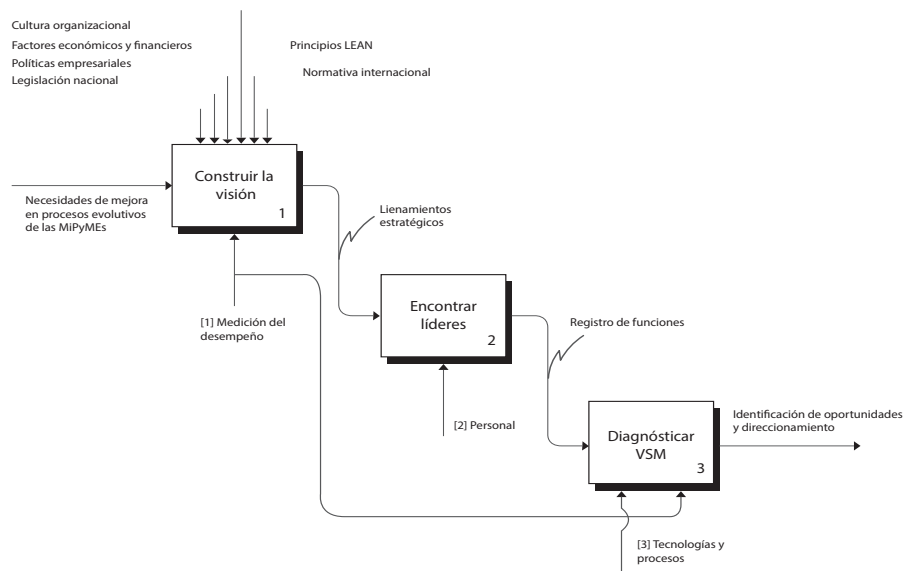 Cultura organizacional
Factores económicos y financieros
Políticas empresariales
Legislación nacional
Principios LEAN
Normativa internacional
Construir la
visión
1
Necesidades de mejora
en procesos evolutivos
de las MiPyMEs
Lienamientos
estratégicos
[1] Medición del
desempeño
Encontrar
líderes
2
Registro de funciones
[2] Personal
Diagnósticar
VSM
3
Identificación de oportunidades
y direccionamiento
[3] Tecnologías y
procesos